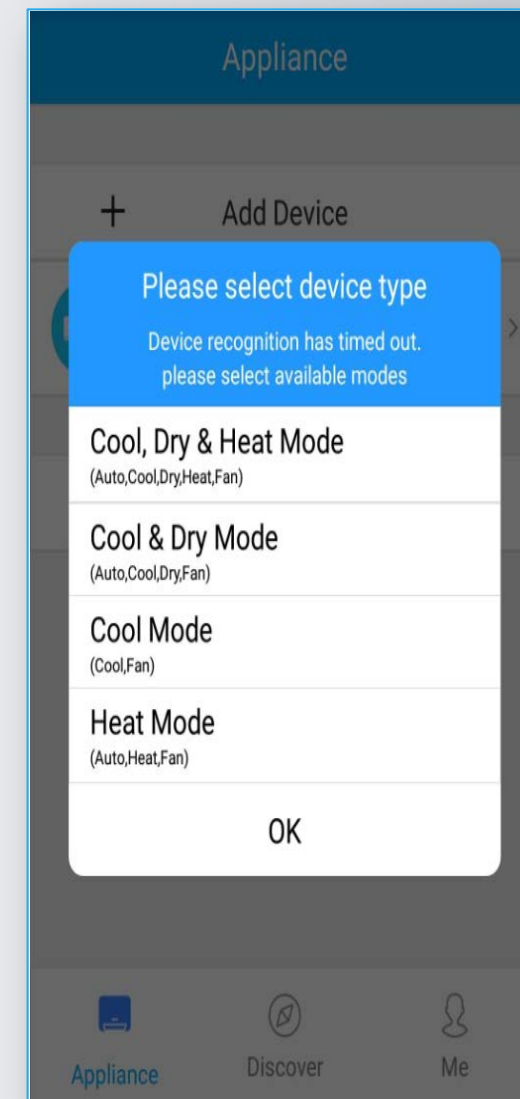 Appliance
+ Add Device
Please select device type
Device recognition has timed out.
please select available modes
Cool, Dry & Heat Mode
(Auto,Cool,Dry,Heat,Fan)
Cool & Dry Mode
(Auto,Cool,Dry,Fan)
Cool Mode
(Cool,Fan)
Heat Mode
(Auto,Heat,Fan)
OK
Appliance Discover Me